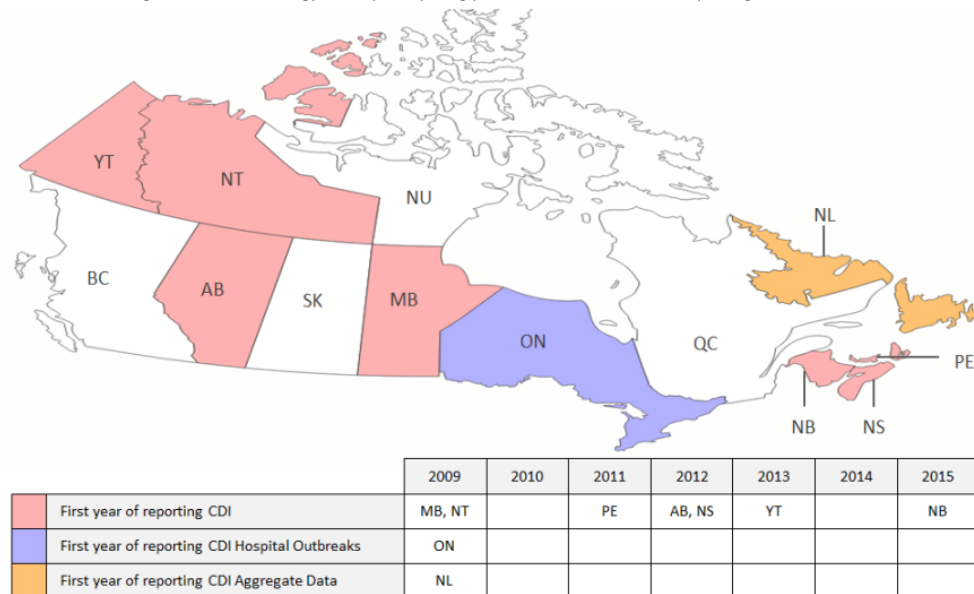 YT
NT
NU
NL
BC
AB
SK
MB
ON
QC
PE
NB NS
2009 2010 2011 2012 2013 2014 2015
First year of reporting CDI MB, NT PE AB, NS YT NB
First year of reporting CDI Hospital Outbreaks ON
First year of reporting CDI Aggregate Data NL